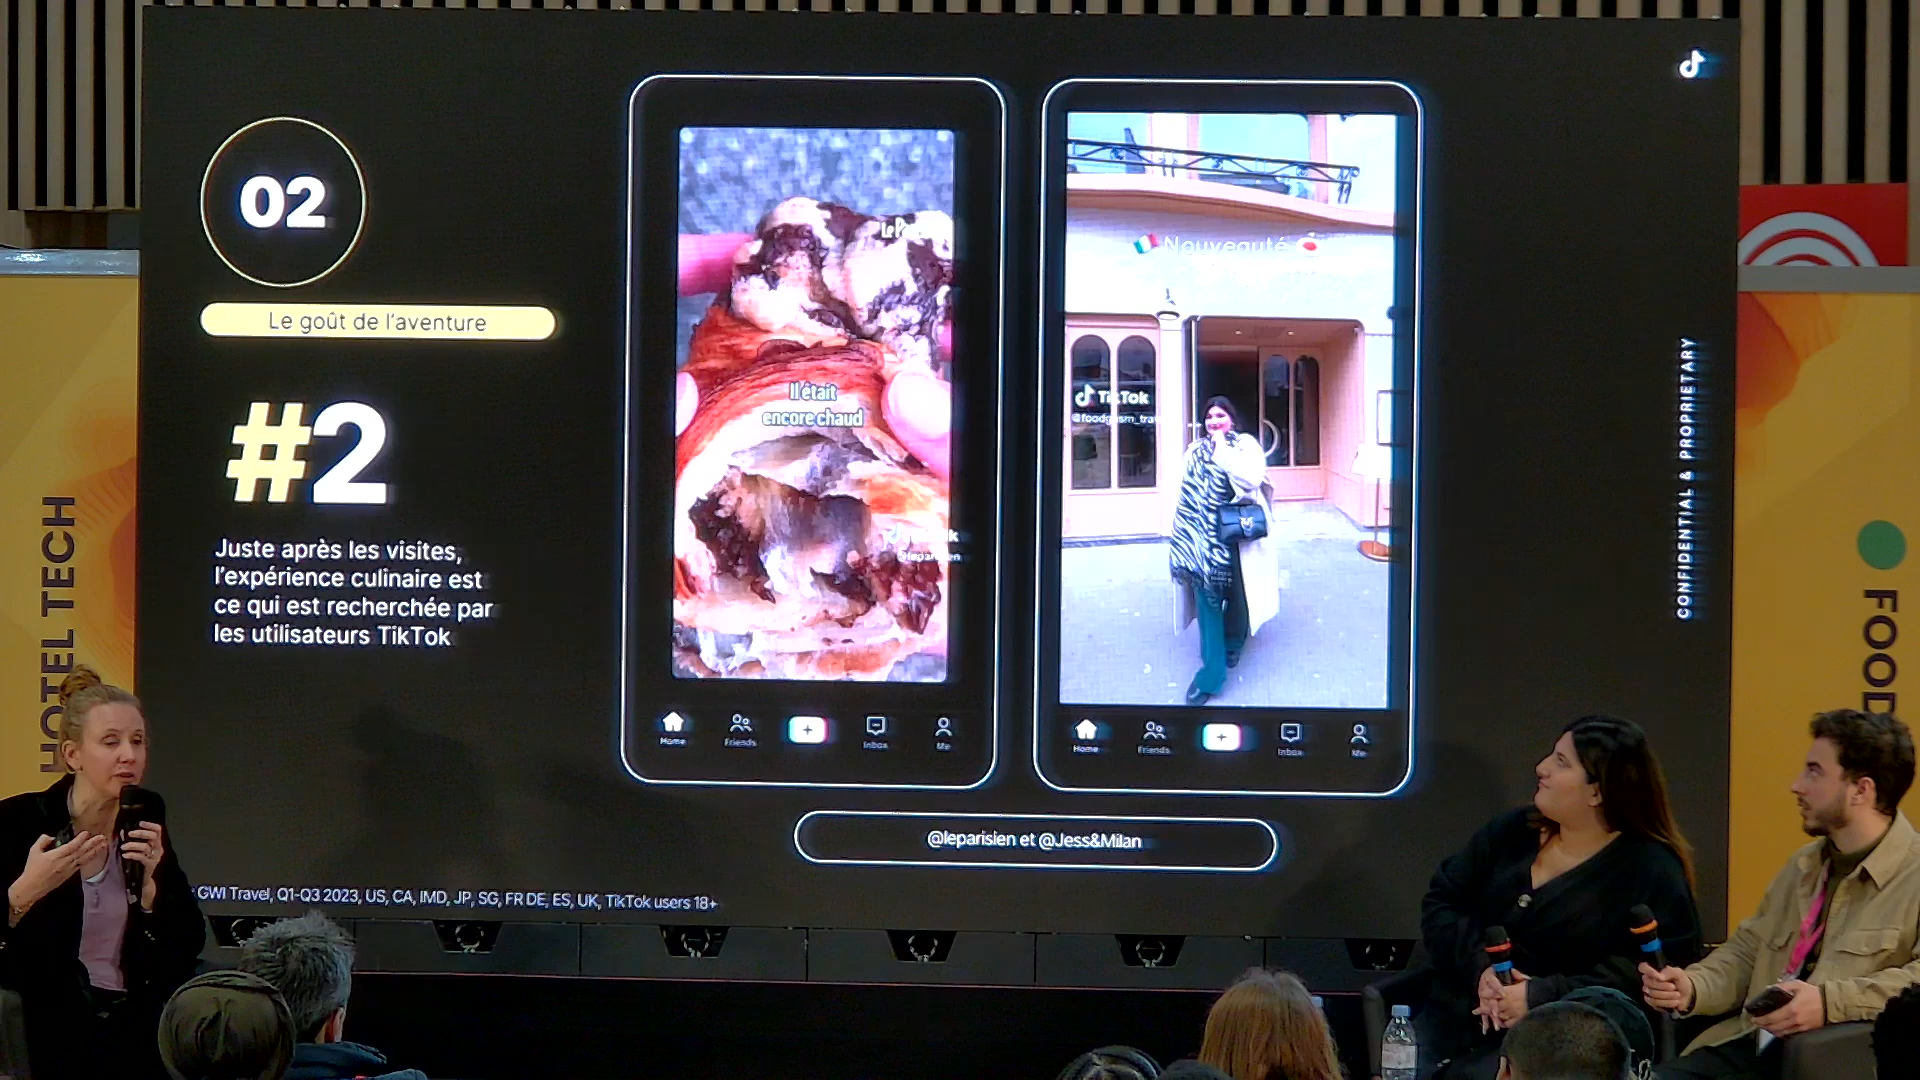 02
Le goût de l'aventure
#2
Juste après les visites,
l'expérience culinaire est
ce qui est recherchée par
les utilisateurs TikTok
Il était
encore chaud
Home
Friends
Inbox
Me
Nouveauté
TikTok
Home
Friends
Inbox
Me
@leparisien et @Jess&Milan
GWI Travel, Q1-Q3 2023, US, CA, IMD, JP, SG, FR DE, ES, UK, TikTok users 18+
CONFIDENTIAL & PROPRIETARY
HOTEL TECH
FOOD